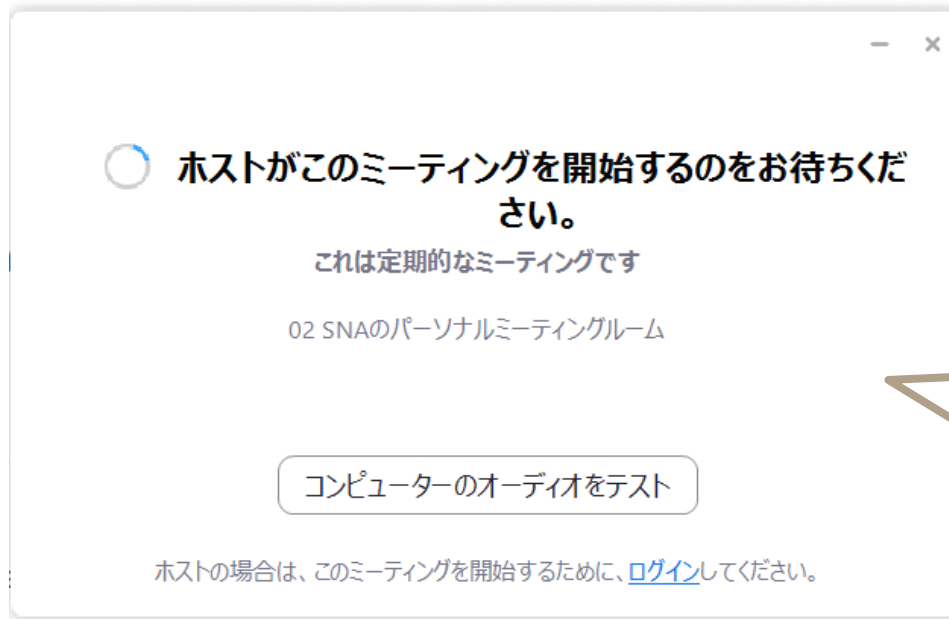 ホストがこのミーティングを開始するのをお待ちくだ
さい。
これは定期的なミーティングです
02 SNAのパーソナルミーティングルーム
コンピューターのオーディオをテスト
ホストの場合は、このミーティングを開始するために、ログインしてください。